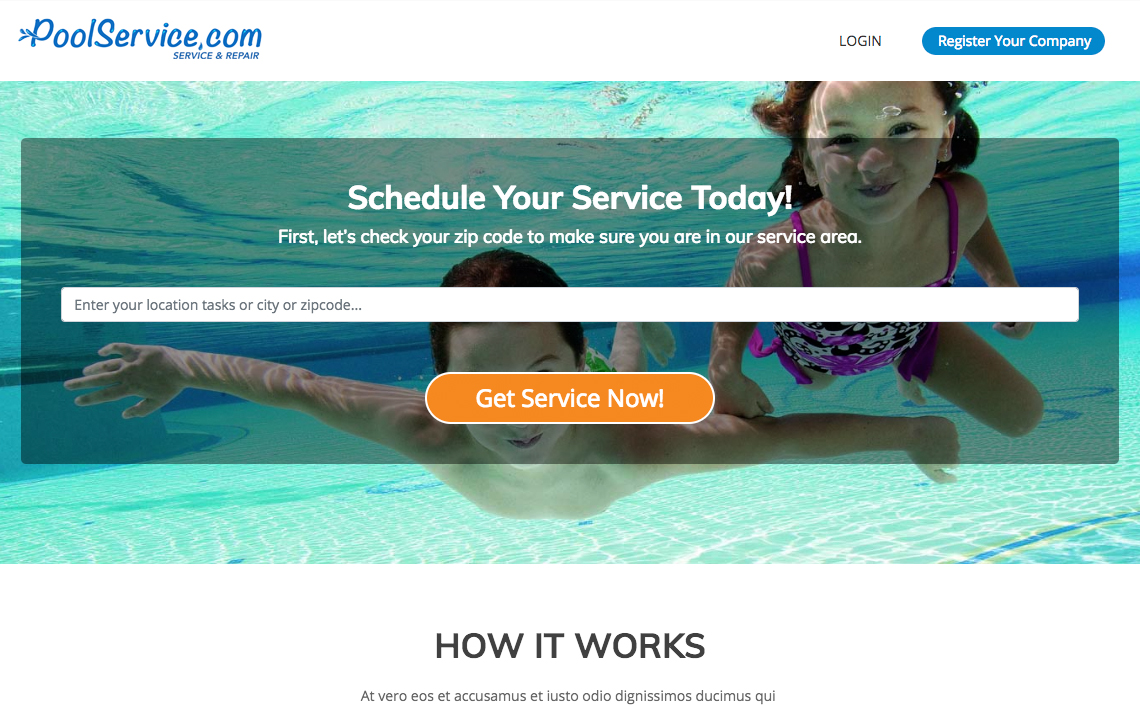 PoolService.com
SERVICE & REPAIR
LOGIN
Register Your Company
Schedule Your Service Today!
First, let's check your zip code to make sure you are in our service area.
Enter your location tasks or city or zipcode...
Get Service Now!
HOW IT WORKS
At vero eos et accusamus et iusto odio dignissimos ducimus qui